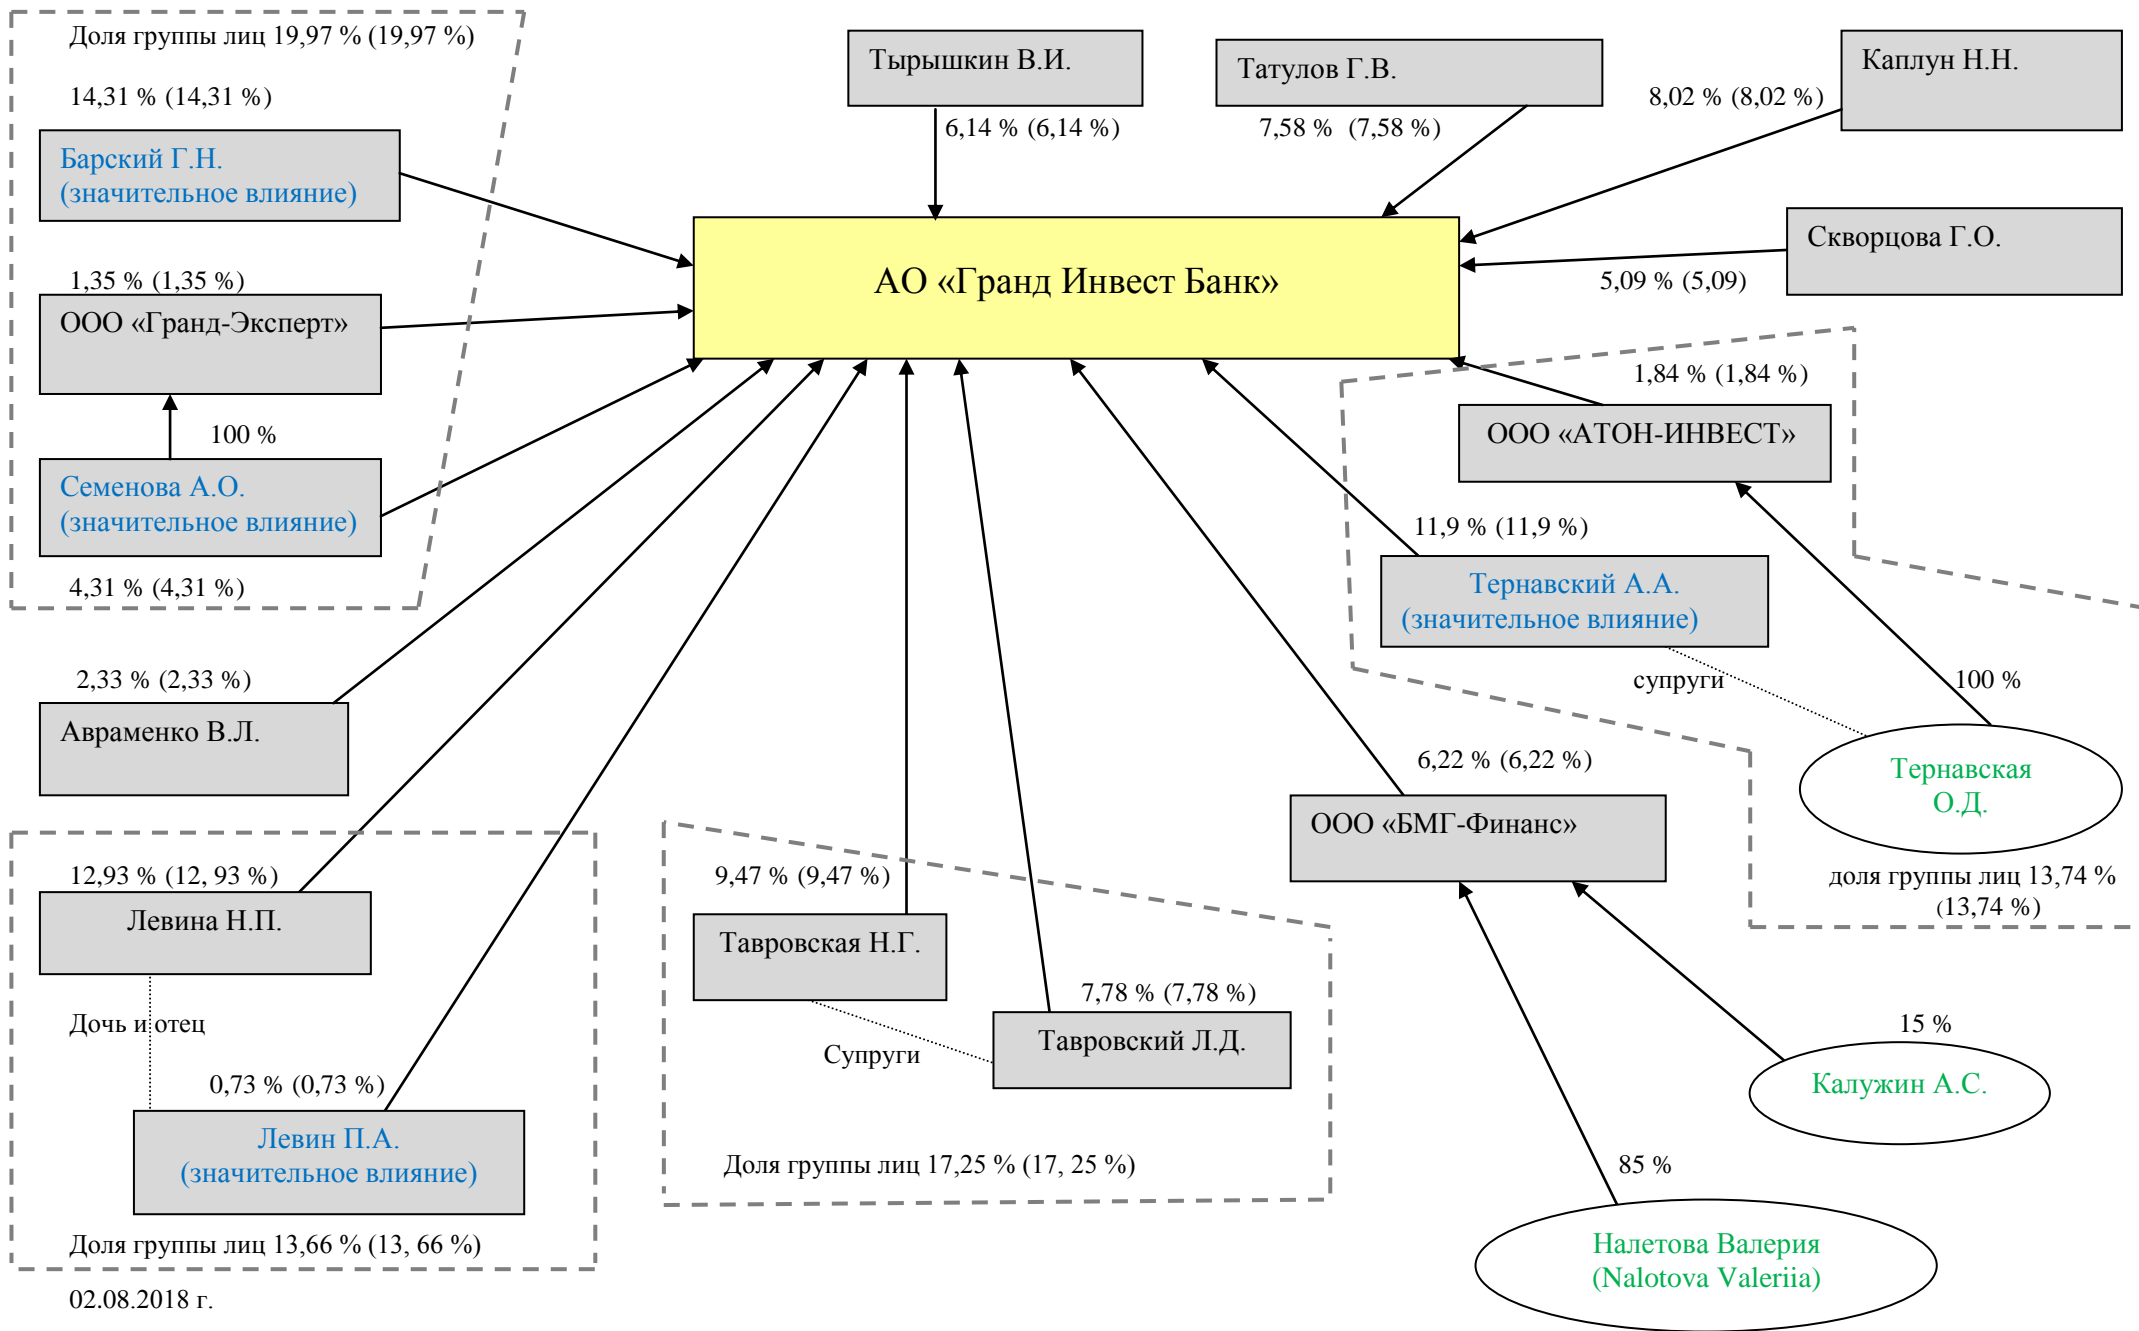 Доля группы лиц 19,97 % (19,97 %)
14,31 % (14,31 %)
Барский Г.Н.
(значительное влияние)
1,35 % (1,35 %)
ООО «Гранд-Эксперт»
100 %
Семенова А.О.
(значительное влияние)
4,31 % (4,31 %)
Тырышкин В.И.
6,14 % (6,14 %)
Татулов Г.В.
7,58 %  (7,58 %)
Каплун Н.Н.
8,02 % (8,02 %)
Скворцова Г.О.
5,09 % (5,09)
АО «Гранд Инвест Банк»
1,84 % (1,84 %)
ООО «АТОН-ИНВЕСТ»
11,9 % (11,9 %)
Тернавский А.А.
(значительное влияние)
супруги
100 %
Тернавская
О.Д.
доля группы лиц 13,74 %
(13,74 %)
2,33 % (2,33 %)
Авраменко В.Л.
12,93 % (12, 93 %)
Левина Н.П.
Дочь и отец
0,73 % (0,73 %)
Левин П.А.
(значительное влияние)
Доля группы лиц 13,66 % (13, 66 %)
9,47 % (9,47 %)
Тавровская Н.Г.
7,78 % (7,78 %)
Супруги
Тавровский Л.Д.
Доля группы лиц 17,25 % (17, 25 %)
6,22 % (6,22 %)
ООО «БМГ-Финанс»
15 %
Калужин А.С.
85 %
Налетова Валерия
(Nalotova Valeriia)
02.08.2018 г.